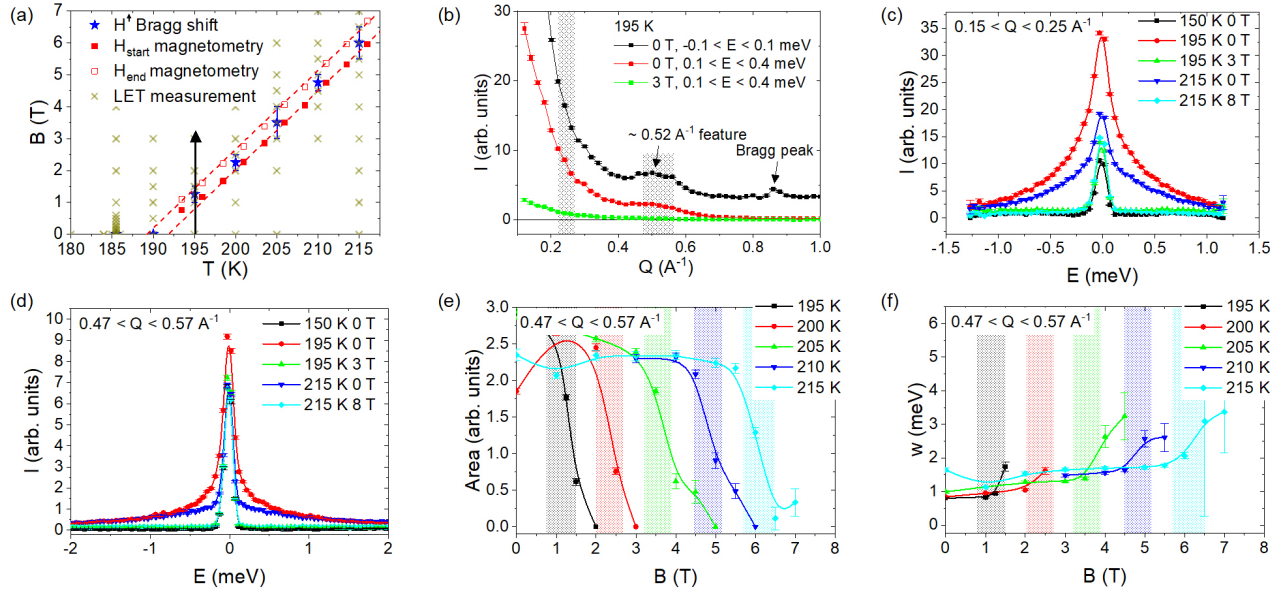 (a)
H↑ Bragg shift
H_start magnetometry
H_end magnetometry
LET measurement
B (T)
7
6
5
4
3
2
1
0
180 185 190 195 200 205 210 215
T (K)
(b)
195 K
0 T, -0.1 < E < 0.1 meV
0 T, 0.1 < E < 0.4 meV
3 T, 0.1 < E < 0.4 meV
~ 0.52 A⁻¹ feature
Bragg peak
I (arb. units)
25
20
15
10
5
0
0.2 0.4 0.6 0.8 1.0
Q (A⁻¹)
(c)
0.15 < Q < 0.25 A⁻¹
150 K 0 T
195 K 0 T
195 K 3 T
215 K 0 T
215 K 8 T
I (arb. units)
35
30
25
20
15
10
5
0
-1.5 -1.0 -0.5 0.0 0.5 1.0 1.5
E (meV)
(d)
0.47 < Q < 0.57 A⁻¹
150 K 0 T
195 K 0 T
195 K 3 T
215 K 0 T
215 K 8 T
I (arb. units)
10
9
8
7
6
5
4
3
2
1
0
-2 -1 0 1 2
E (meV)
(e)
0.47 < Q < 0.57 A⁻¹
195 K
200 K
205 K
210 K
215 K
Area (arb. units)
3.0
2.5
2.0
1.5
1.0
0.5
0.0
0 1 2 3 4 5 6 7 8
B (T)
(f)
0.47 < Q < 0.57 A⁻¹
195 K
200 K
205 K
210 K
215 K
w (meV)
6
5
4
3
2
1
0
0 1 2 3 4 5 6 7 8
B (T)